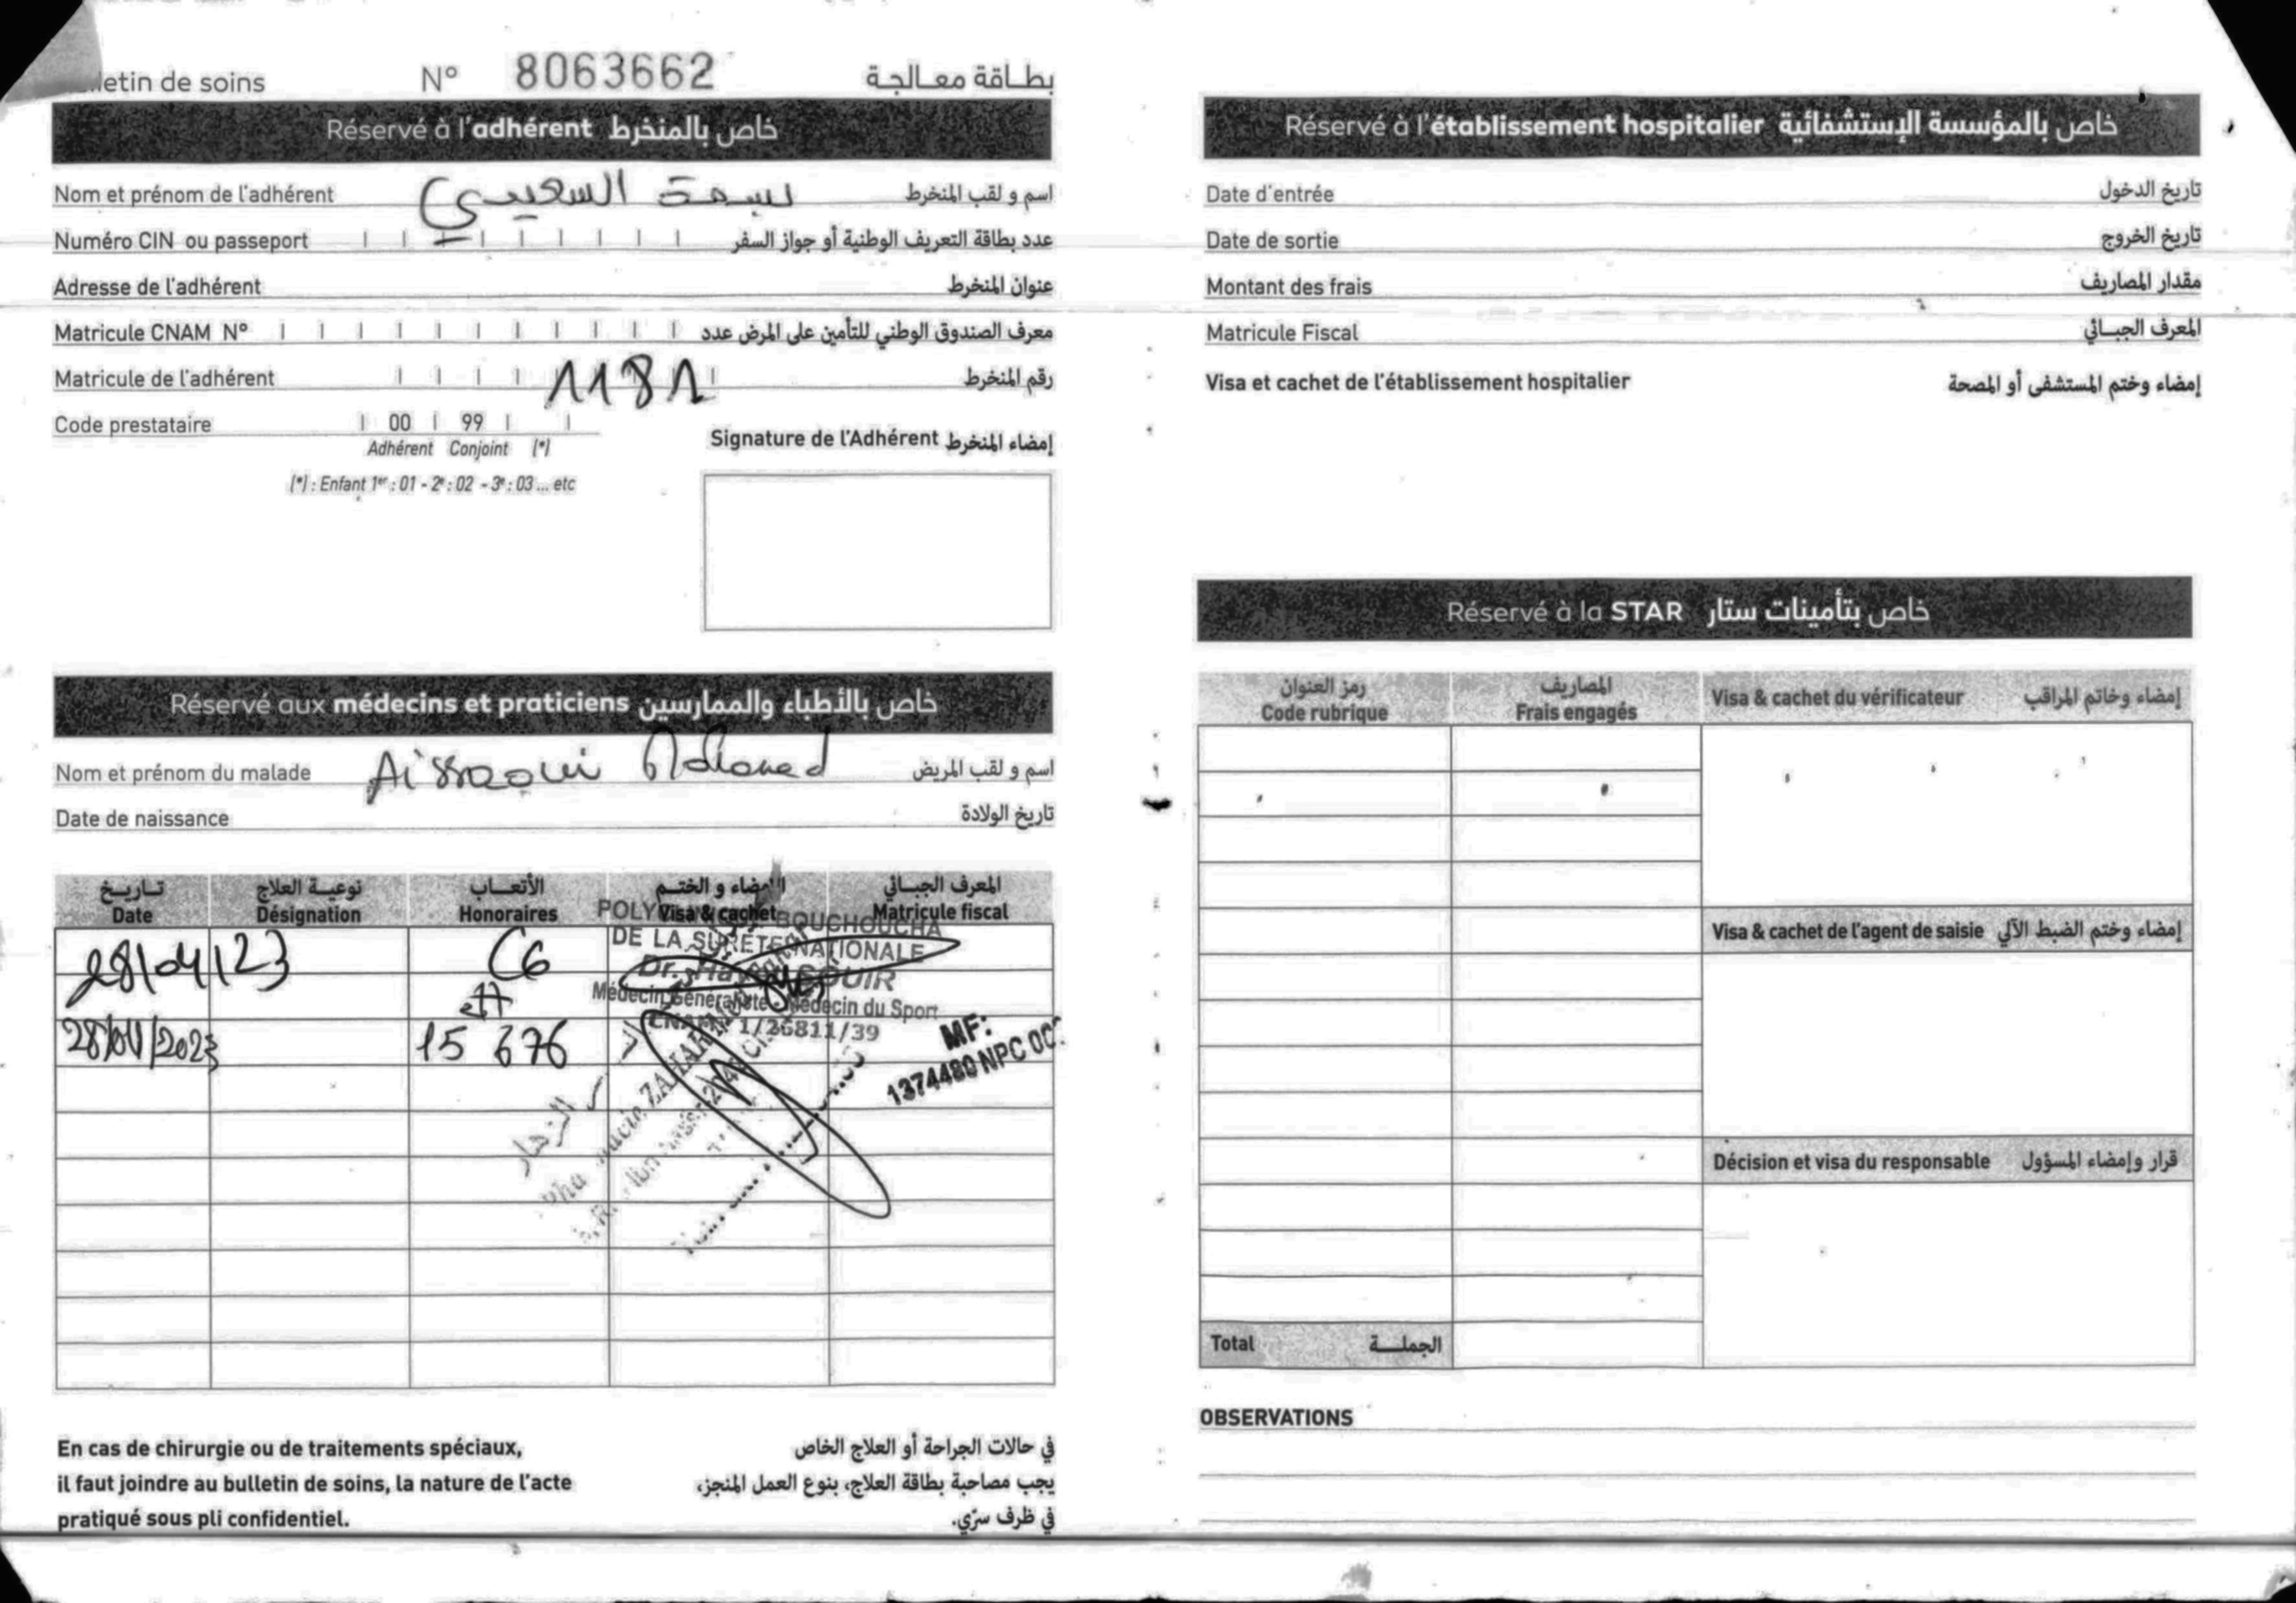 letin de soins N° 8063662 بطاقة معالجة
Réservé à l'adhérent خاص بالمنخرط
Nom et prénom de l'adhérent بسمة السعيدي اسم و لقب المنخرط
Numéro CIN ou passeport عدد بطاقة التعريف الوطنية أو جواز السفر
Adresse de l'adhérent عنوان المنخرط
Matricule CNAM N° معرف الصندوق الوطني للتأمين على المرض عدد
Matricule de l'adhérent 1181 رقم المنخرط
Code prestataire 00 99
Adhérent Conjoint (*)
(*) : Enfant 1er : 01 - 2e : 02 - 3e : 03 ... etc
Signature de l'Adhérent إمضاء المنخرط
Réservé aux médecins et praticiens خاص بالأطباء والممارسين
Nom et prénom du malade Aissaoui Mohamed اسم و لقب المريض
Date de naissance تاريخ الولادة
تاريخ نوعية العلاج الأتعاب الإمضاء و الختم المعرف الجبائي
Date Désignation Honoraires Visa & cachet Matricule fiscal
POLY BOUCHOUCHA
DE LA SURETE NATIONALE
28/04/23 C6 Dr. SOUIR
Médecin Généraliste - Médecin du Sport
CNAM 1/26811/39
28/04/2023 15 676
MF:
1374480 NPC 00
الزهار
ZAHAR
En cas de chirurgie ou de traitements spéciaux,
il faut joindre au bulletin de soins, la nature de l'acte
pratiqué sous pli confidentiel.
في حالات الجراحة أو العلاج الخاص
يجب مصاحبة بطاقة العلاج، بنوع العمل المنجز،
في ظرف سرّي.
Réservé à l'établissement hospitalier خاص بالمؤسسة الإستشفائية
Date d'entrée تاريخ الدخول
Date de sortie تاريخ الخروج
Montant des frais مقدار المصاريف
Matricule Fiscal المعرف الجبائي
Visa et cachet de l'établissement hospitalier إمضاء وختم المستشفى أو المصحة
Réservé à la STAR خاص بتأمينات ستار
رمز العنوان المصاريف
Code rubrique Frais engagés Visa & cachet du vérificateur إمضاء وخاتم المراقب
Visa & cachet de l'agent de saisie إمضاء وختم الضبط الآلي
Décision et visa du responsable قرار وإمضاء المسؤول
Total الجملة
OBSERVATIONS